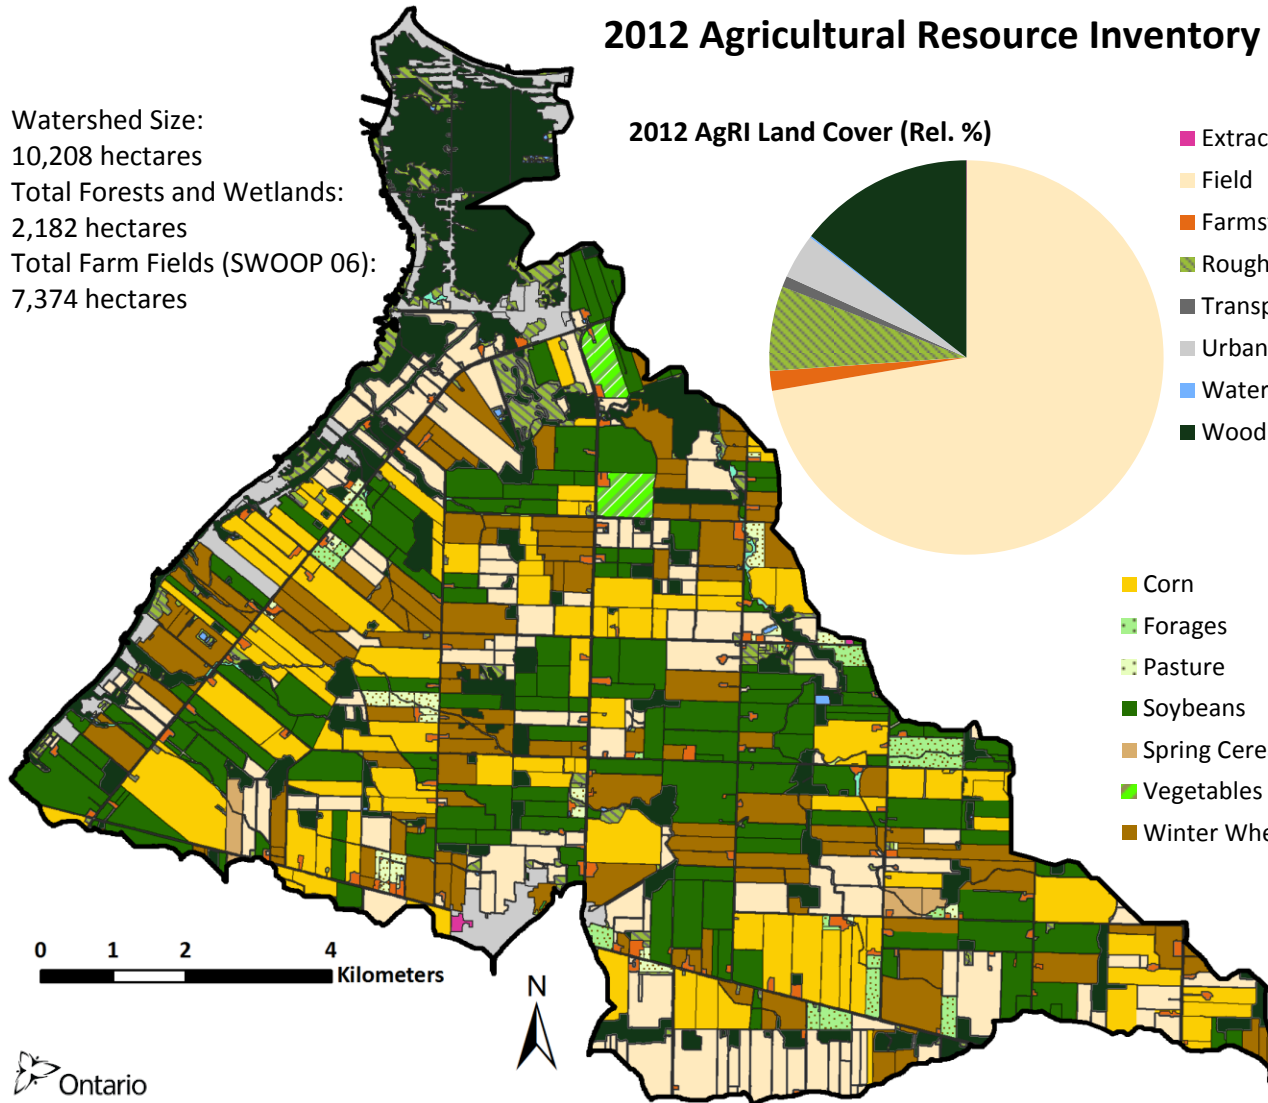 2012 Agricultural Resource Inventory
Watershed Size:
10,208 hectares
Total Forests and Wetlands:
2,182 hectares
Total Farm Fields (SWOOP 06):
7,374 hectares
2012 AgRI Land Cover (Rel. %)
Extrac
Field
Farms
Rough
Transp
Urban
Water
Wood
Corn
Forages
Pasture
Soybeans
Spring Cere
Vegetables
Winter Whe
0 1 2 4
Kilometers
N
Ontario